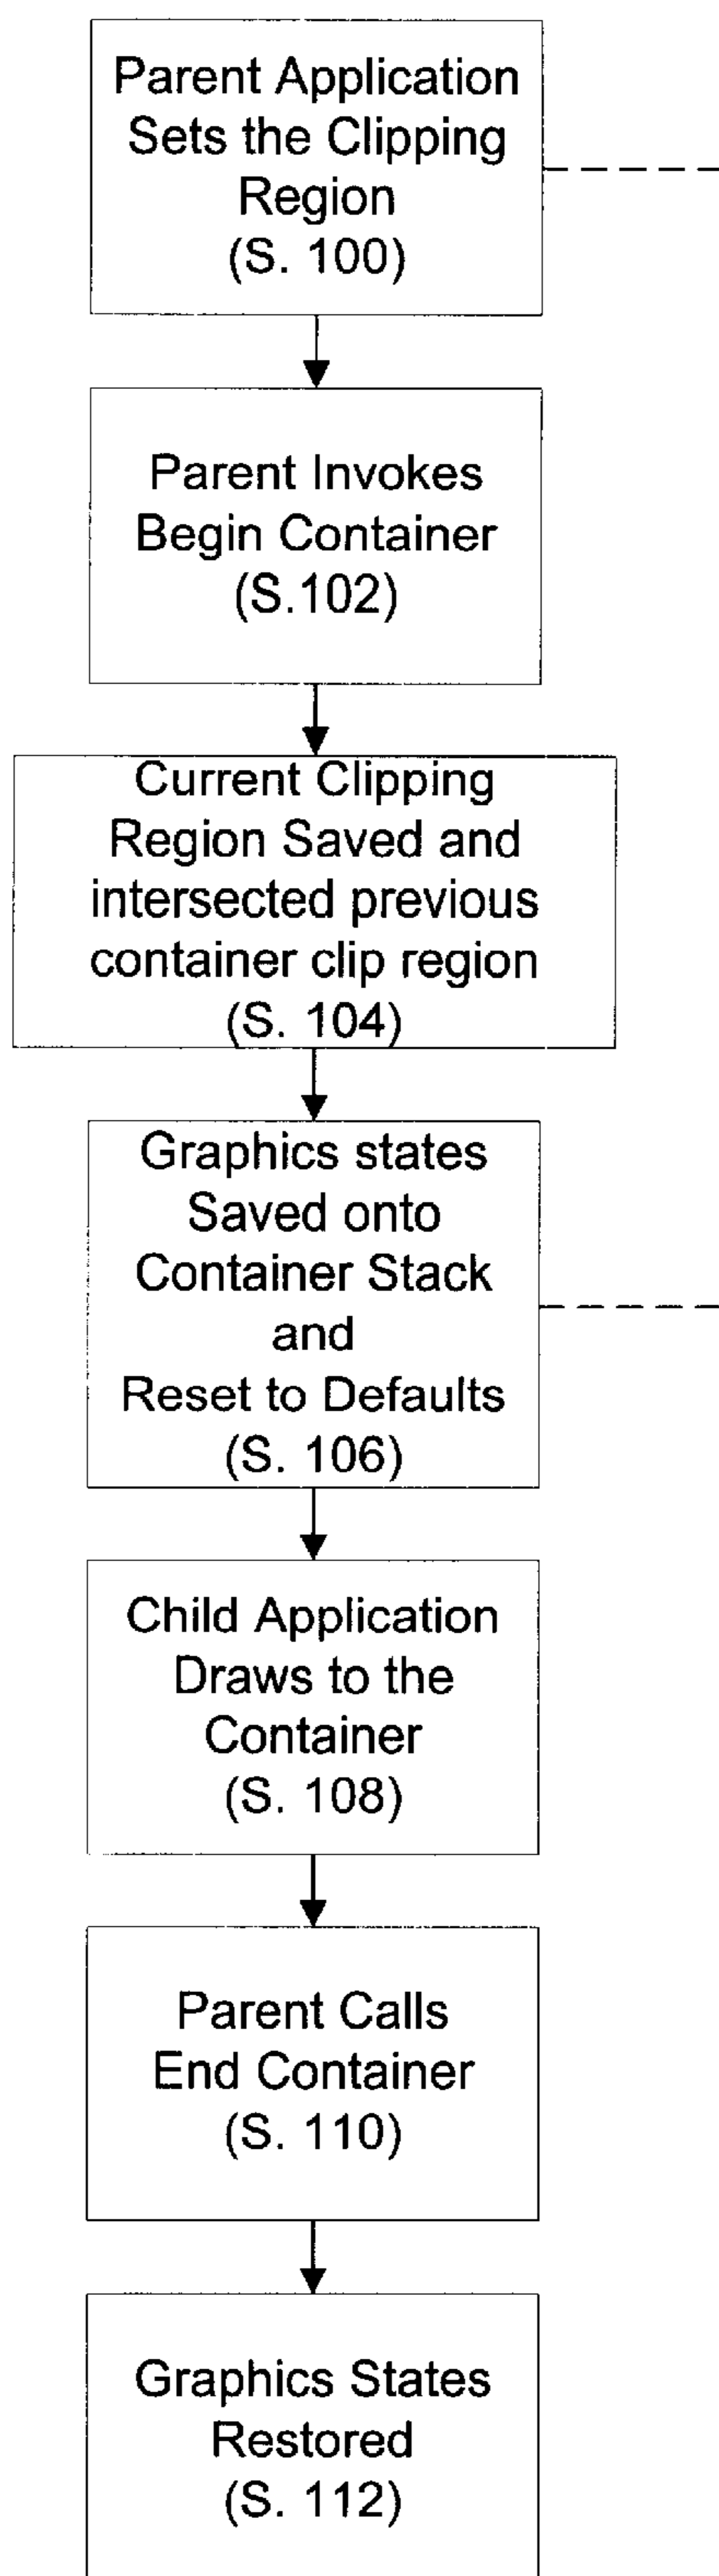 Parent Application
Sets the Clipping
Region
(S. 100)
Parent Invokes
Begin Container
(S.102)
Current Clipping
Region Saved and
intersected previous
container clip region
(S. 104)
Graphics states
Saved onto
Container Stack
and
Reset to Defaults
(S. 106)
Child Application
Draws to the
Container
(S. 108)
Parent Calls
End Container
(S. 110)
Graphics States
Restored
(S. 112)